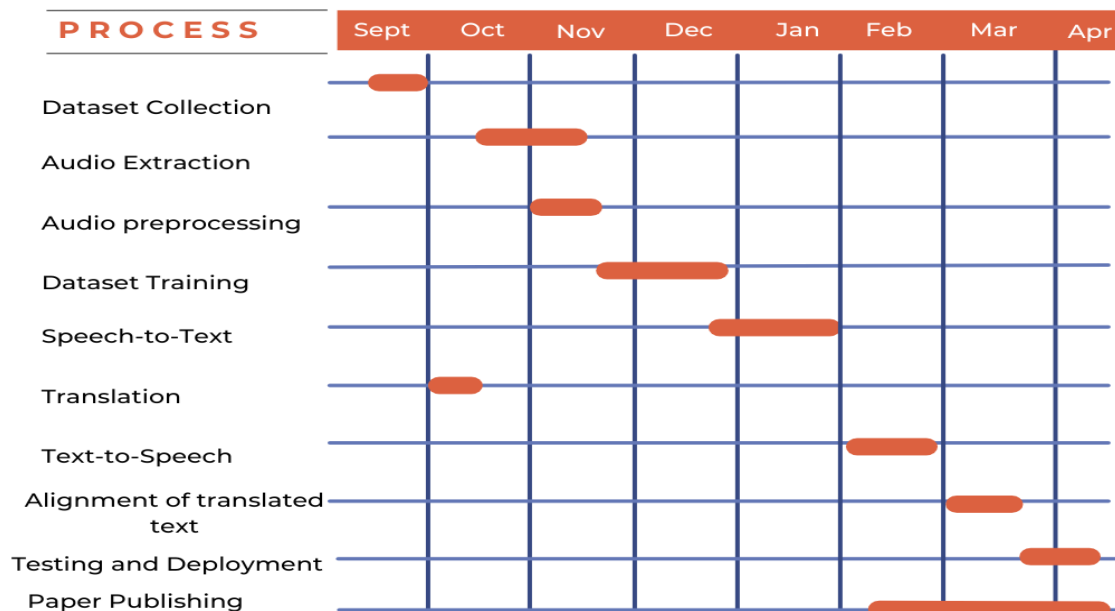 PROCESS Sept Oct Nov Dec Jan Feb Mar Apr
Dataset Collection
Audio Extraction
Audio preprocessing
Dataset Training
Speech-to-Text
Translation
Text-to-Speech
Alignment of translated
text
Testing and Deployment
Paper Publishing